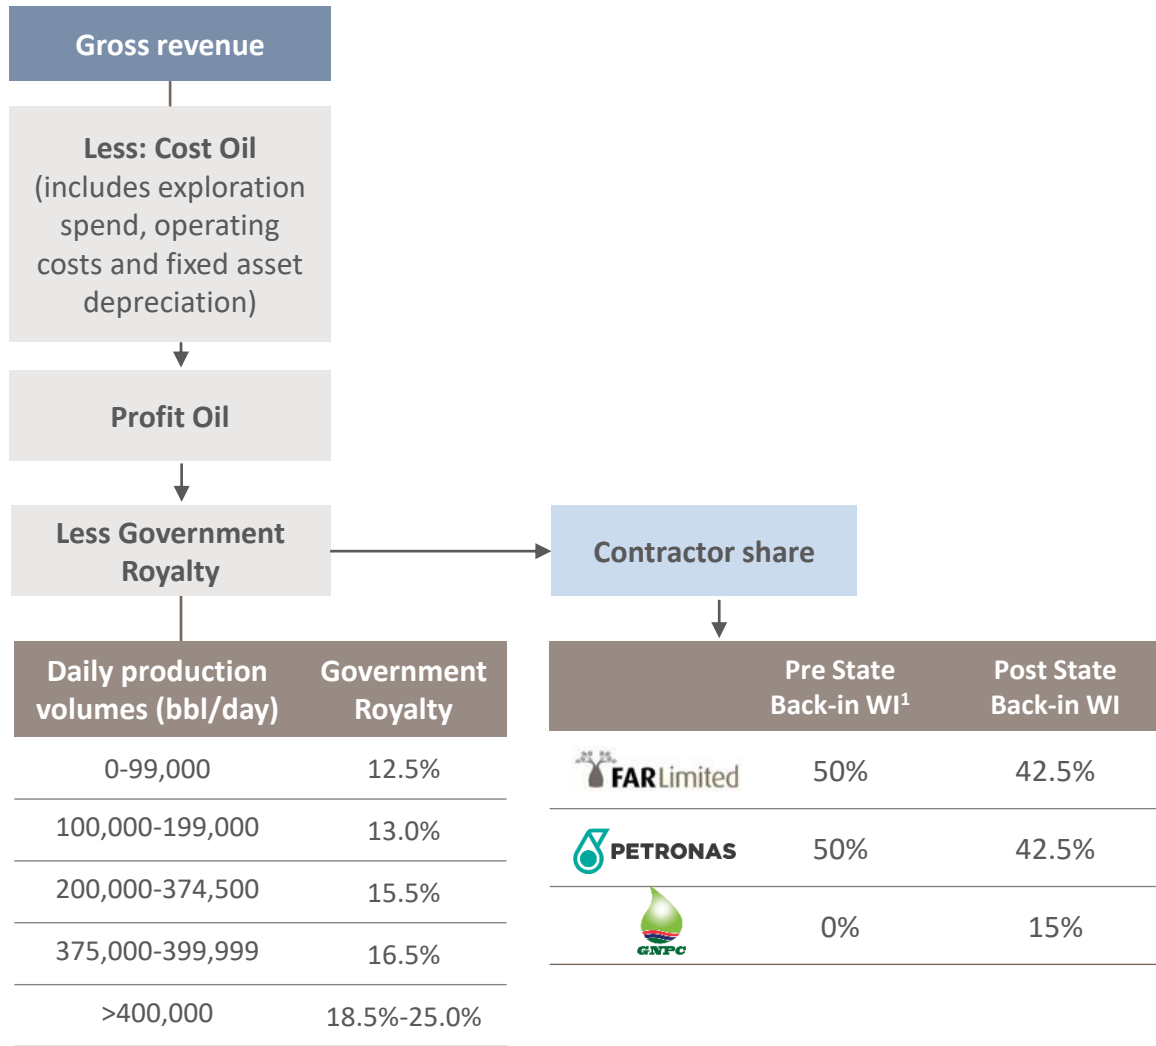 Gross revenue
Less: Cost Oil
(includes exploration
spend, operating
costs and fixed asset
depreciation)
Profit Oil
Less Government
Royalty
Contractor share
Daily production
volumes (bbl/day)
Government
Royalty
0-99,000 12.5%
100,000-199,000 13.0%
200,000-374,500 15.5%
375,000-399,999 16.5%
>400,000 18.5%-25.0%
Pre State
Back-in WI¹
Post State
Back-in WI
FAR Limited 50% 42.5%
PETRONAS 50% 42.5%
GNPC 0% 15%